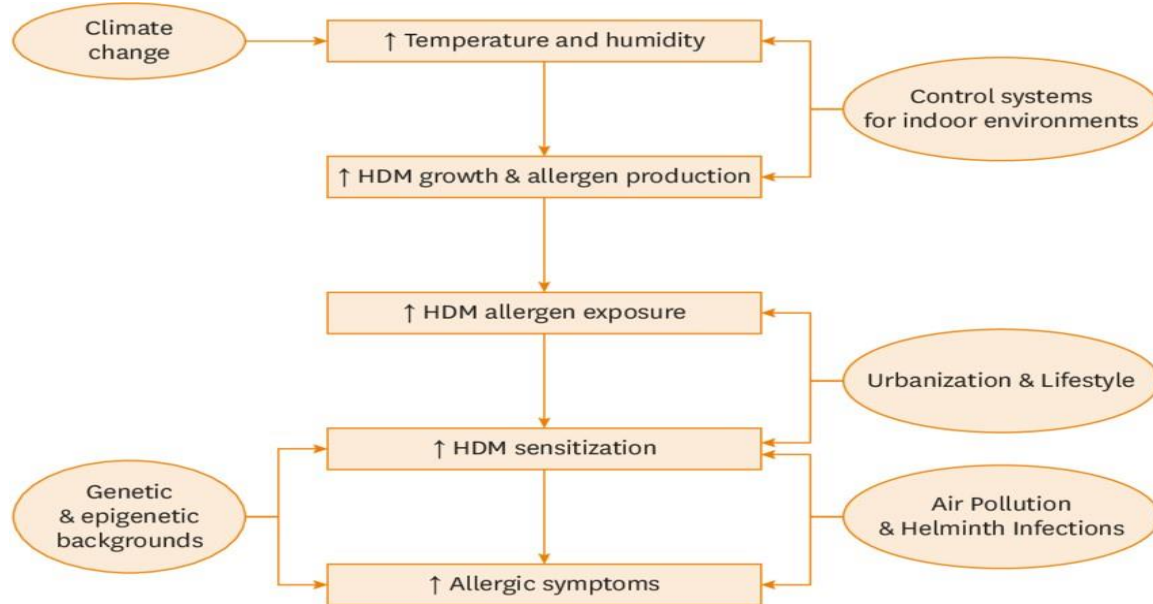 Climate
change
↑ Temperature and humidity
Control systems
for indoor environments
↑ HDM growth & allergen production
↑ HDM allergen exposure
Urbanization & Lifestyle
↑ HDM sensitization
Genetic
& epigenetic
backgrounds
Air Pollution
& Helminth Infections
↑ Allergic symptoms